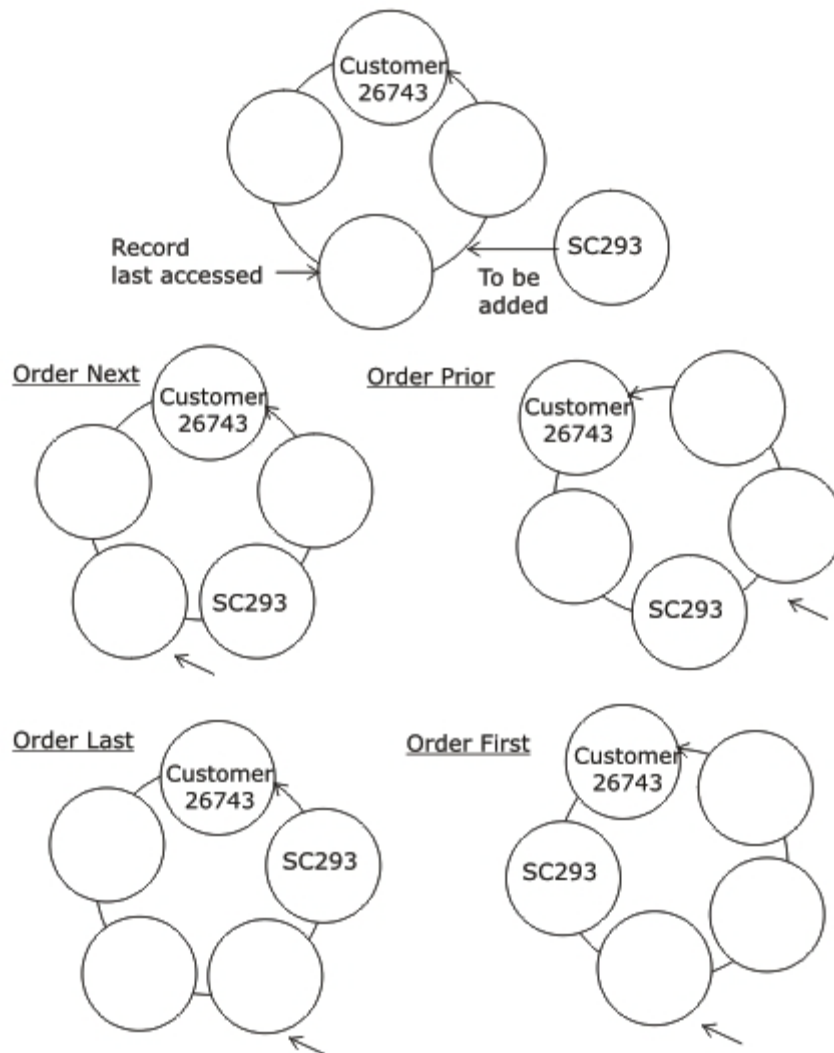 Customer
26743
SC293
Record
last accessed
To be
added
Order Next
Customer
26743
SC293
Order Prior
Customer
26743
SC293
Order Last
Customer
26743
SC293
Order First
Customer
26743
SC293